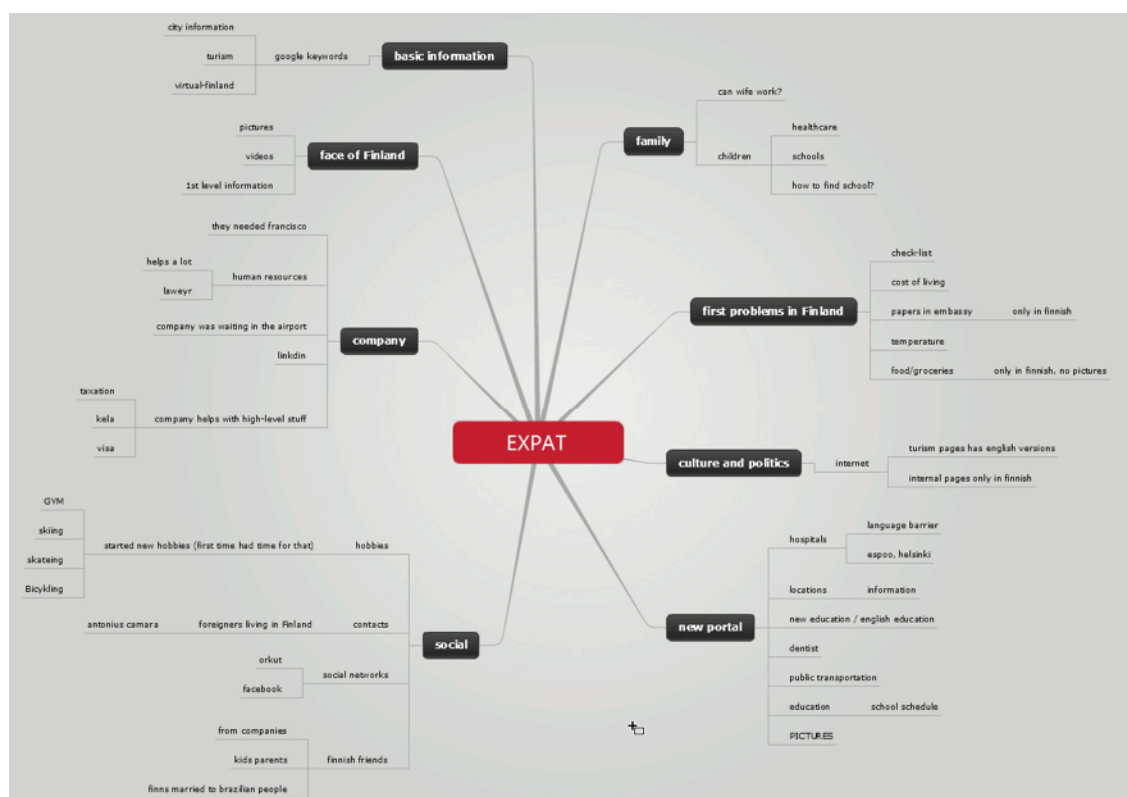 EXPAT
basic information
google keywords
city information
turism
virtual-finland
face of Finland
pictures
videos
1st level information
company
they needed francisco
human resources
helps a lot
laweyr
company was waiting in the airport
linkdin
company helps with high-level stuff
taxation
kela
visa
social
hobbies
started new hobbies (first time had time for that)
GYM
skiing
skateing
Bicykling
contacts
foreigners living in Finland
antonius camara
social networks
orkut
facebook
finnish friends
from companies
kids parents
finns married to brazilian people
family
can wife work?
children
healthcare
schools
how to find school?
first problems in Finland
check-list
cost of living
papers in embassy
only in finnish
temperature
food/groceries
only in finnish, no pictures
culture and politics
internet
turism pages has english versions
internal pages only in finnish
new portal
hospitals
language barrier
espoo, helsinki
locations
information
new education / english education
dentist
public transportation
education
school schedule
PICTURES